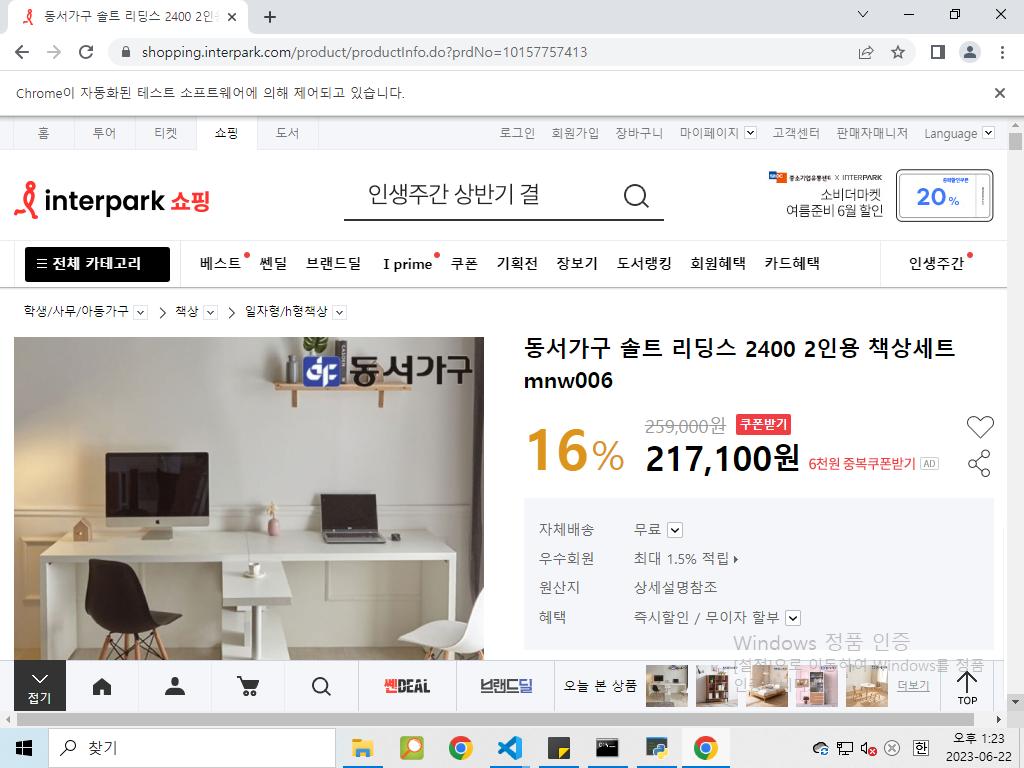 동서가구 솔트 리딩스 2400 2인용
shopping.interpark.com/product/productInfo.do?prdNo=10157757413
Chrome이 자동화된 테스트 소프트웨어에 의해 제어되고 있습니다.
홈 투어 티켓 쇼핑 도서 로그인 회원가입 장바구니 마이페이지 고객센터 판매자매니저 Language
interpark 쇼핑
인생주간 상반기 결
중소기업유통센터 X INTERPARK
소비더마켓
여름준비 6월 할인
중복할인쿠폰
20%
전체 카테고리 베스트 쎈딜 브랜드딜 I prime 쿠폰 기획전 장보기 도서랭킹 회원혜택 카드혜택 인생주간
학생/사무/아동가구 책상 일자형/h형책상
동서가구
동서가구 솔트 리딩스 2400 2인용 책상세트
mnw006
16%
259,000원 쿠폰받기
217,100원 6천원 중복쿠폰받기 AD
자체배송 무료
우수회원 최대 1.5% 적립
원산지 상세설명참조
혜택 즉시할인 / 무이자 할부
Windows 정품 인증
[설정]으로 이동하여 Windows를 정품
인증
접기 쎈DEAL 브랜드딜 오늘 본 상품 더보기 TOP
찾기
한
오후 1:23
2023-06-22